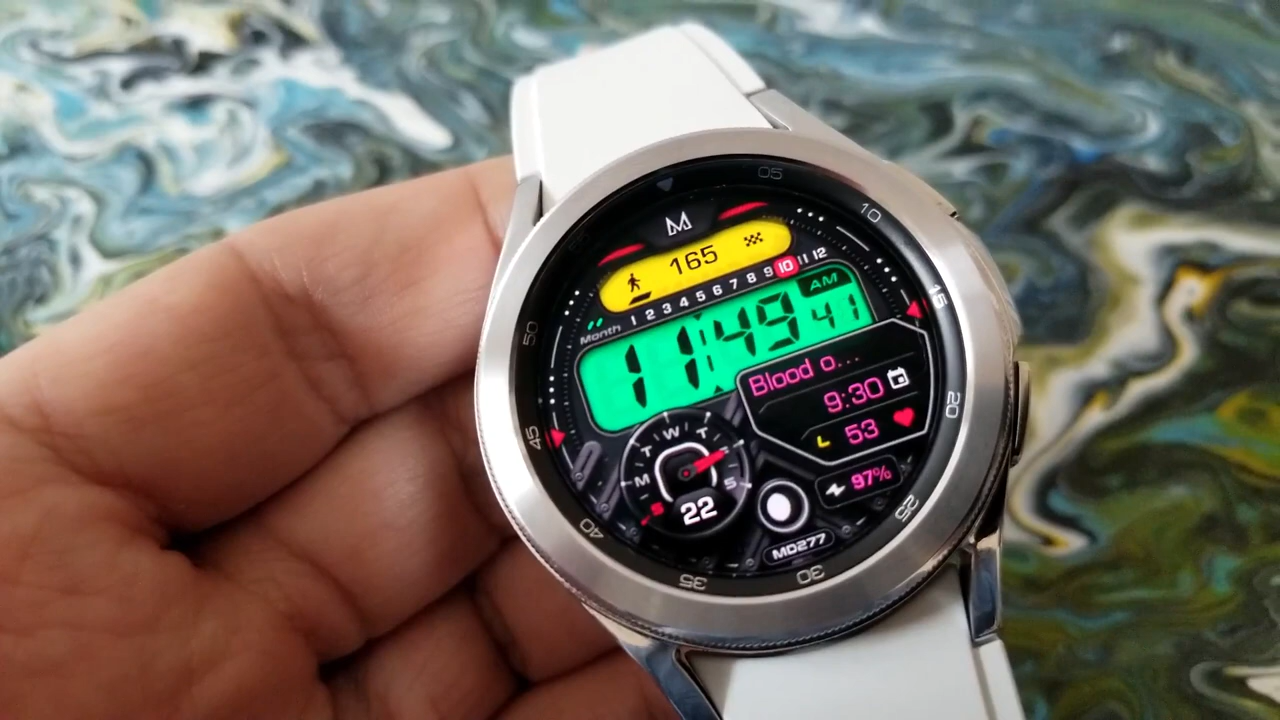 05
10
15
20
25
30
35
40
45
50
M
165
Month 1 2 3 4 5 6 7 8 9 10 11 12
AM
11:49 41
Blood o...
9:30
L 53
97%
S M T W T S
22
MD277